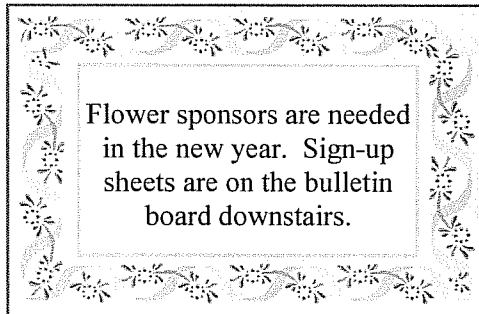 Flower sponsors are needed
in the new year.  Sign-up
sheets are on the bulletin
board downstairs.